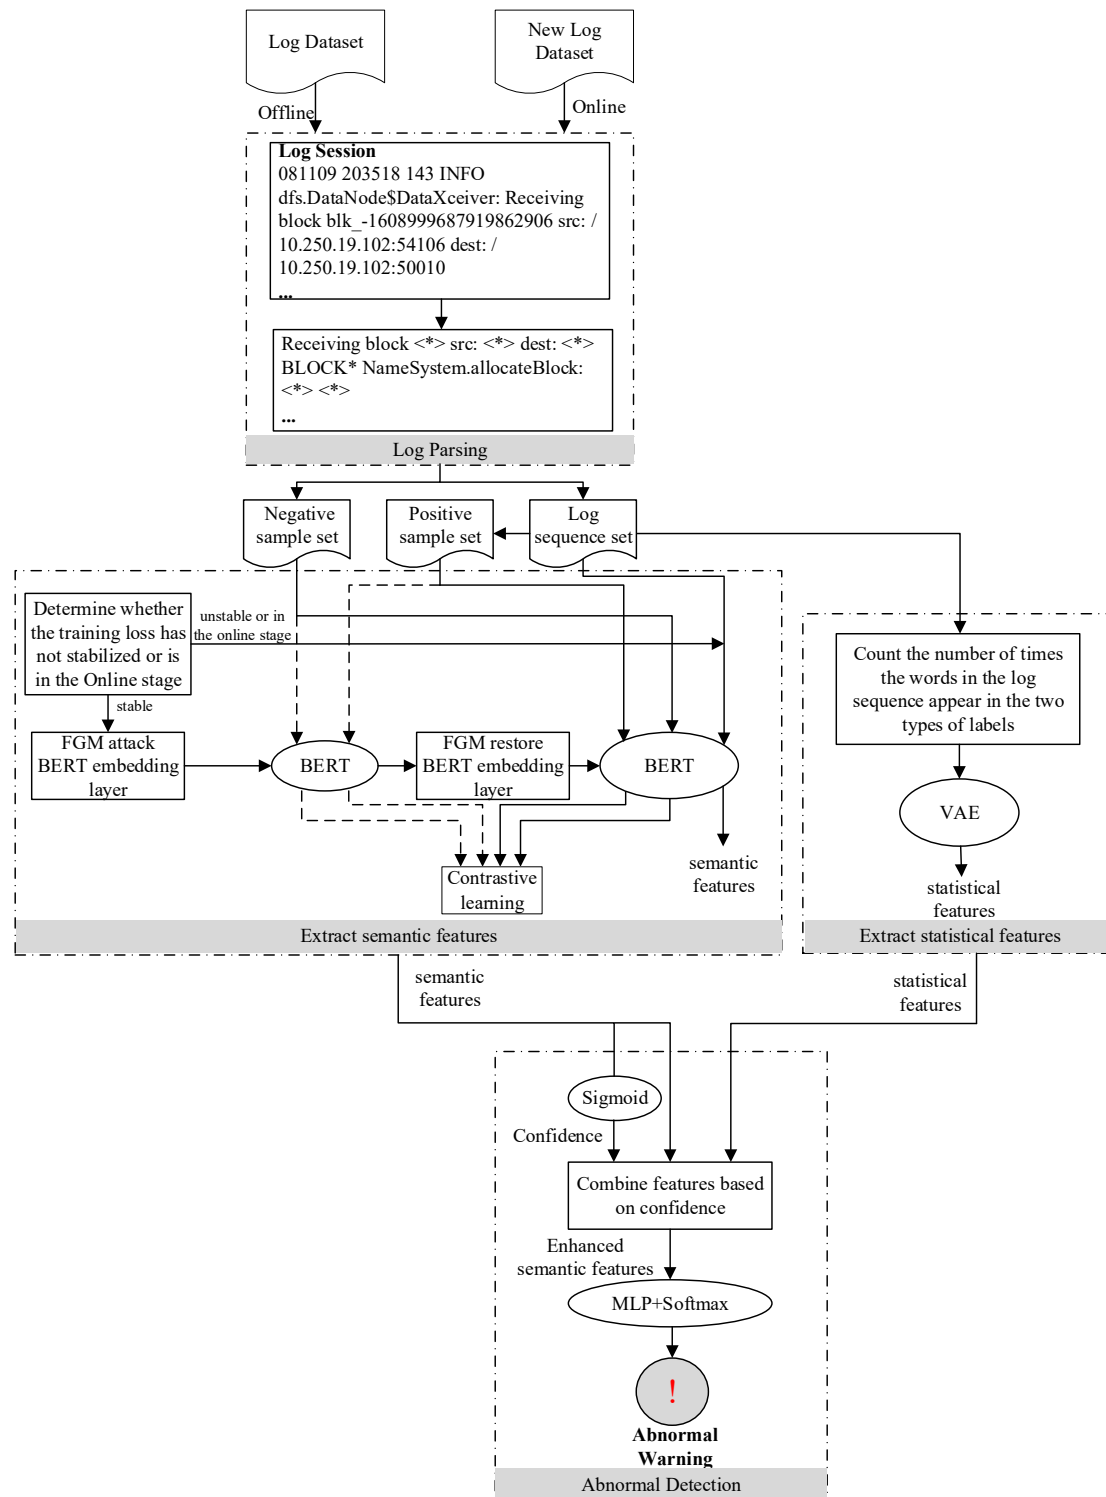 Log Dataset
New Log
Dataset
Offline
Online
Log Session
081109 203518 143 INFO
dfs.DataNode$DataXceiver: Receiving
block blk_-1608999687919862906 src: /
10.250.19.102:54106 dest: /
10.250.19.102:50010
...
Receiving block <*> src: <*> dest: <*>
BLOCK* NameSystem.allocateBlock:
<*> <*>
...
Log Parsing
Negative
sample set
Positive
sample set
Log
sequence set
Determine whether
the training loss has
not stabilized or is
in the Online stage
unstable or in
the online stage
stable
FGM attack
BERT embedding
layer
BERT
FGM restore
BERT embedding
layer
BERT
Contrastive
learning
semantic
features
Extract semantic features
Count the number of times
the words in the log
sequence appear in the two
types of labels
VAE
statistical
features
Extract statistical features
semantic
features
statistical
features
Sigmoid
Confidence
Combine features based
on confidence
Enhanced
semantic features
MLP+Softmax
!
Abnormal
Warning
Abnormal Detection